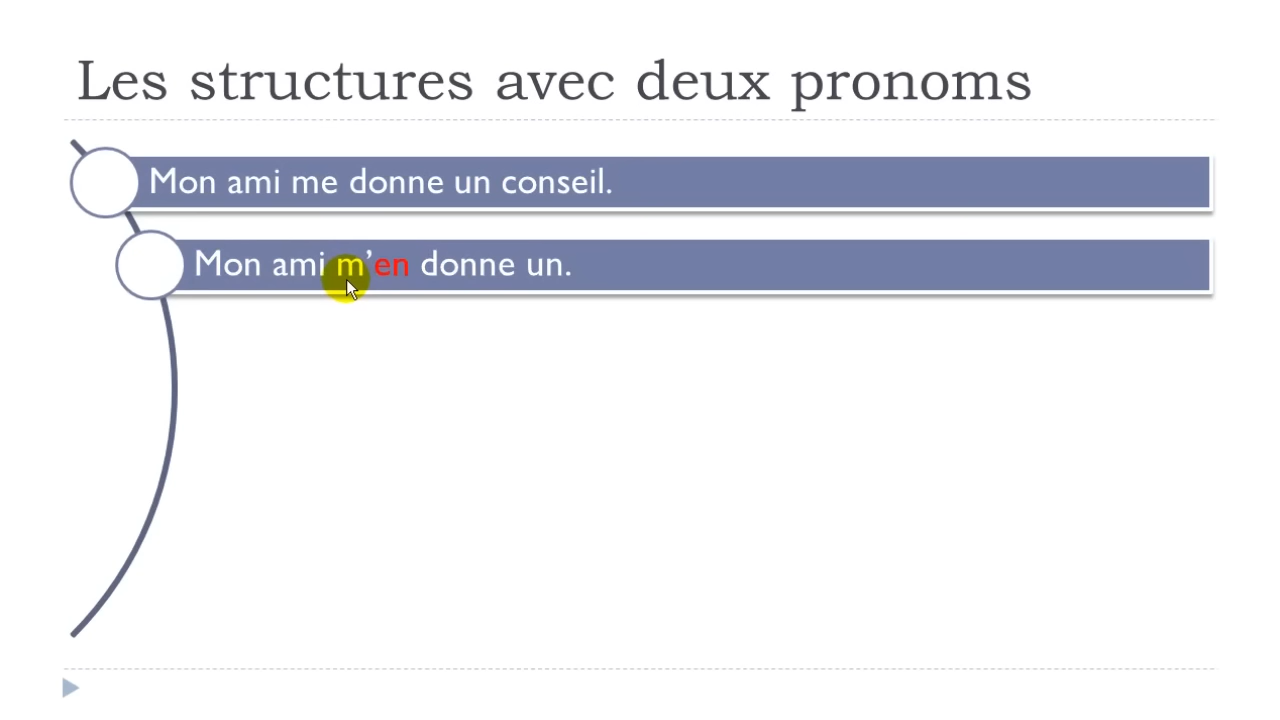 Les structures avec deux pronoms
Mon ami me donne un conseil.
Mon ami m’en donne un.